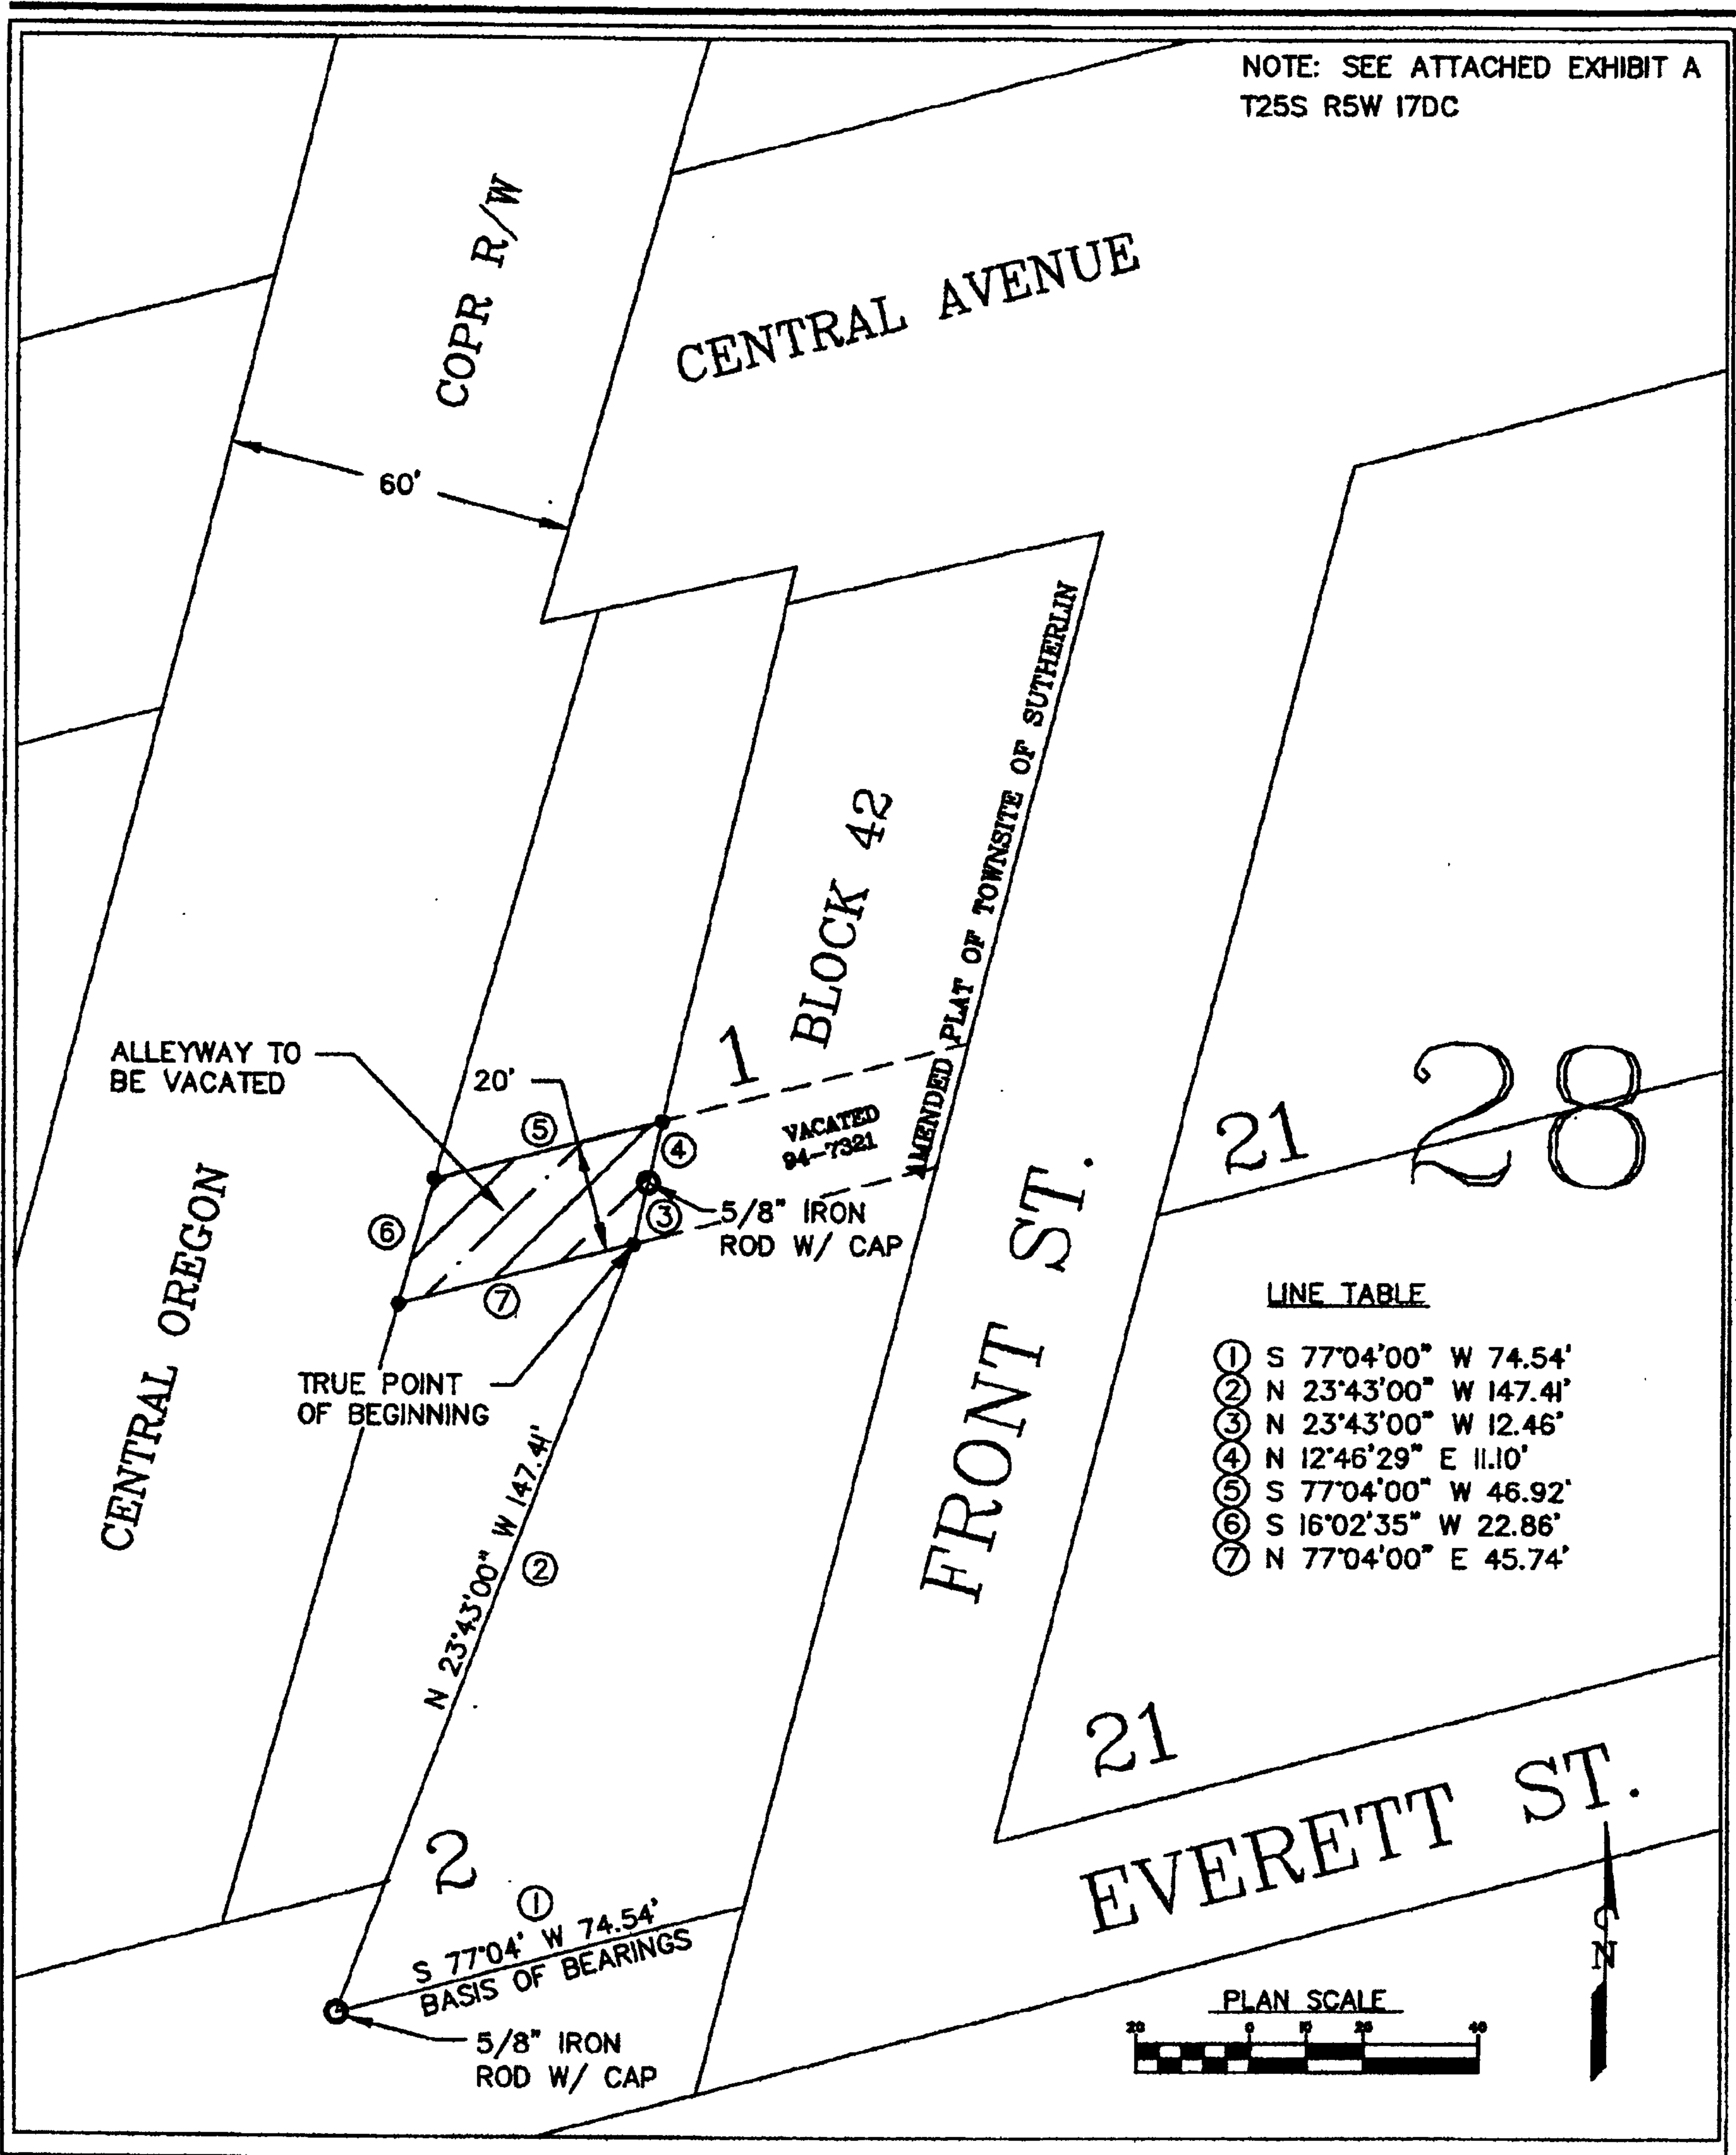 NOTE: SEE ATTACHED EXHIBIT A
T25S R5W 17DC
COPR R/W
CENTRAL AVENUE
60'
AMENDED PLAT OF TOWNSITE OF SUTHERLIN
BLOCK 42
1
ALLEYWAY TO
BE VACATED
20'
5
4
VACATED
94-7321
21
28
CENTRAL OREGON
6
3
5/8" IRON
ROD W/ CAP
7
FRONT ST.
TRUE POINT
OF BEGINNING
LINE TABLE
1 S 77°04'00" W 74.54'
2 N 23°43'00" W 147.41'
3 N 23°43'00" W 12.46'
4 N 12°46'29" E 11.10'
5 S 77°04'00" W 46.92'
6 S 16°02'35" W 22.86'
7 N 77°04'00" E 45.74'
N 23°43'00" W 147.41'
2
21
EVERETT ST.
2
1
S 77°04' W 74.54'
BASIS OF BEARINGS
5/8" IRON
ROD W/ CAP
N
PLAN SCALE
20 0 10 20 40